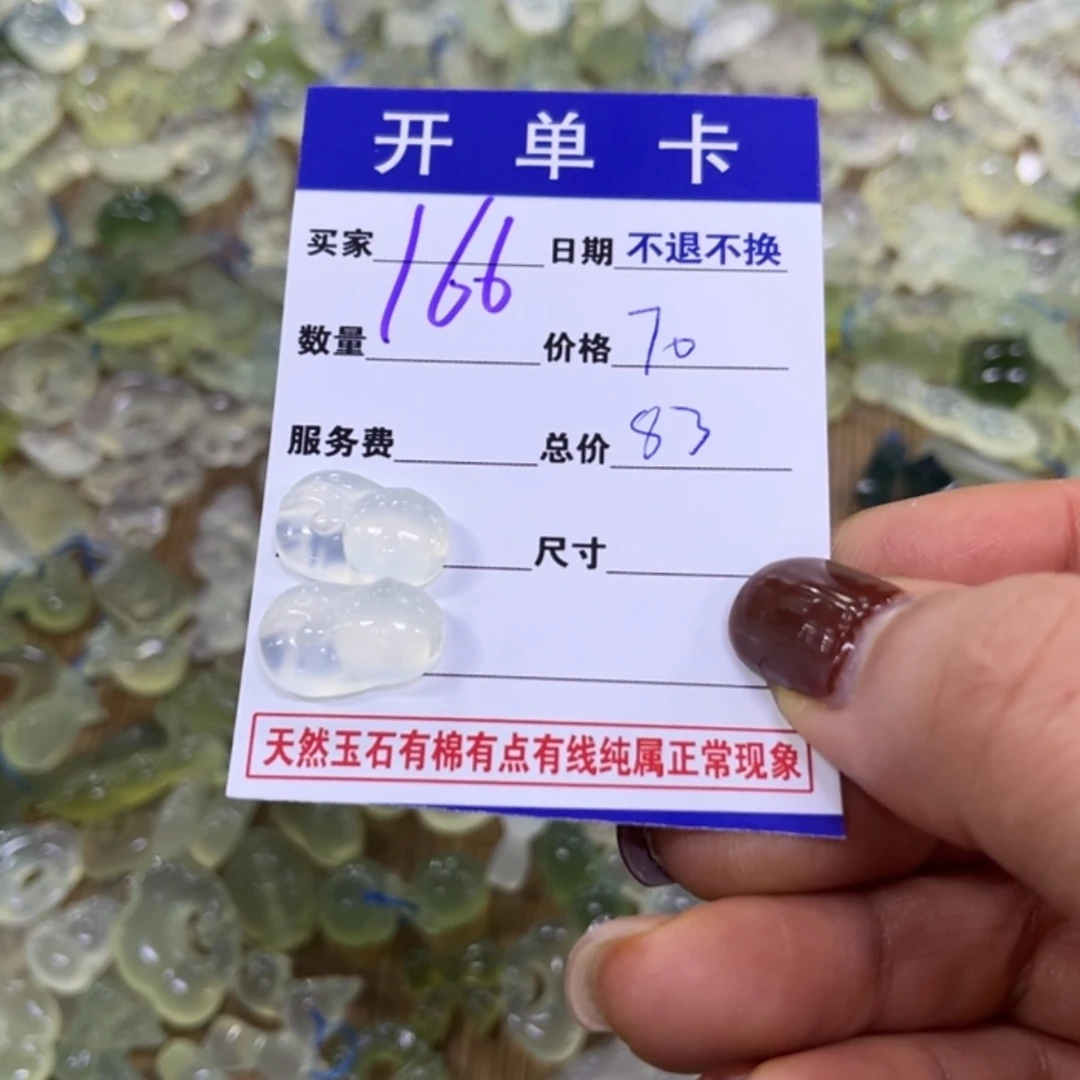 开单卡
买家 166 日期 不退不换
数量 价格 70
服务费 总价 83
尺寸
天然玉石有棉有点有线纯属正常现象